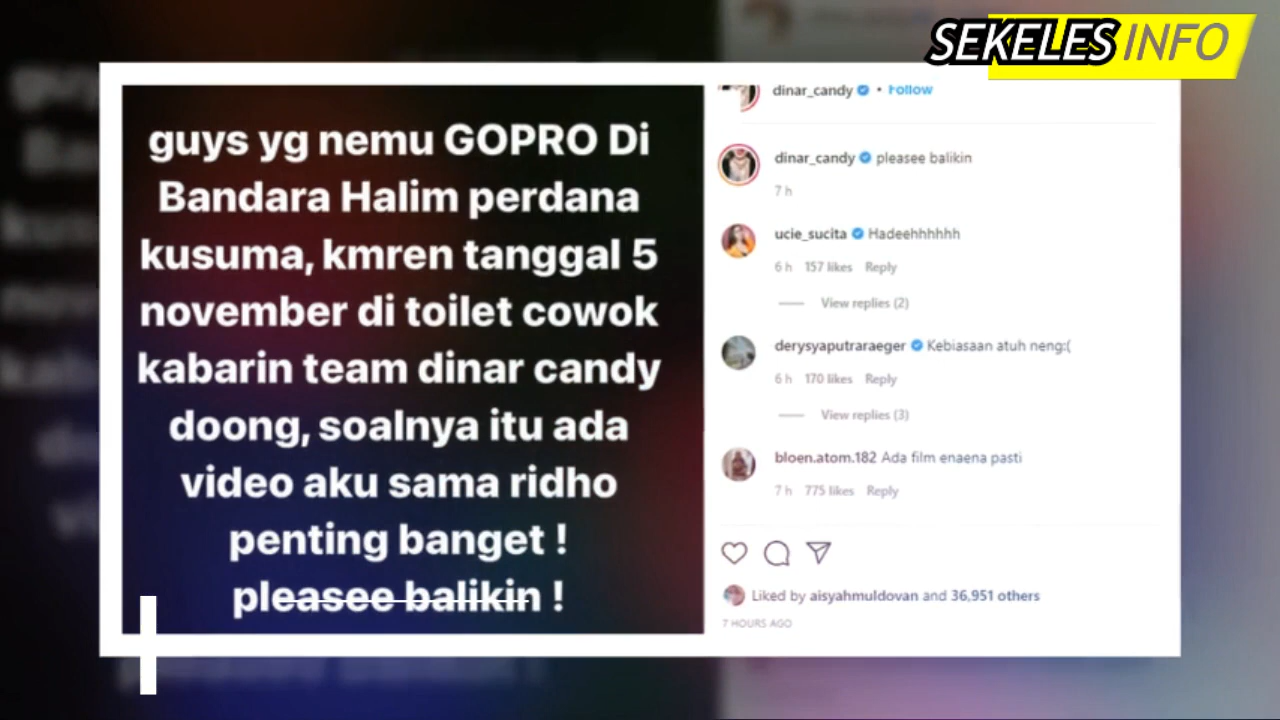 SEKELES INFO
guys yg nemu GOPRO Di
Bandara Halim perdana
kusuma, kmren tanggal 5
november di toilet cowok
kabarin team dinar candy
doong, soalnya itu ada
video aku sama ridho
penting banget !
pleasee balikin !
dinar_candy • Follow
dinar_candy pleasee balikin
7 h
ucie_sucita Hadeehhhhhh
6 h 157 likes Reply
View replies (2)
derysyaputraraeger Kebiasaan atuh neng:(
6 h 170 likes Reply
View replies (3)
bloen.atom.182 Ada film enaena pasti
7 h 775 likes Reply
Liked by aisyahmuldovan and 36,951 others
7 HOURS AGO